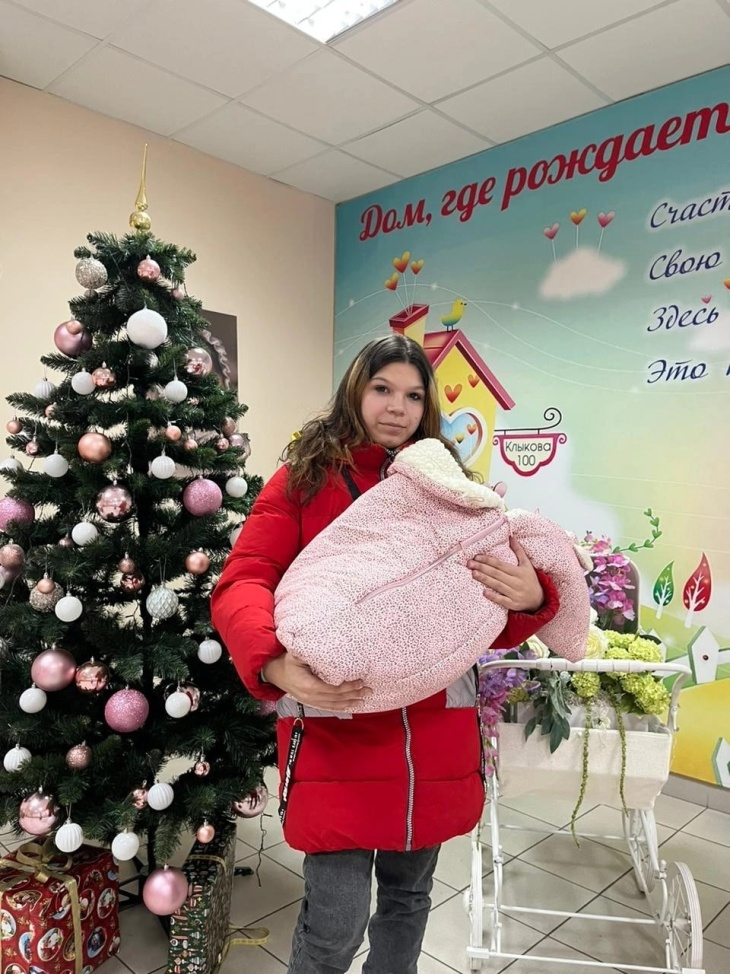 Дом, где рождает
Счаст
Свою
Здесь
Это
Клыкова
100